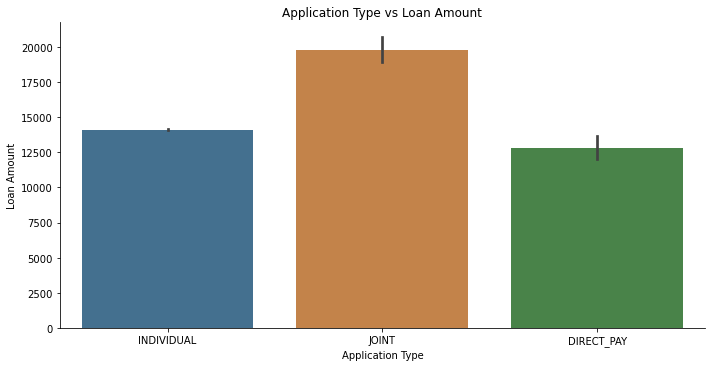 Application Type vs Loan Amount
20000
17500
15000
12500
10000
7500
5000
2500
0
Loan Amount
INDIVIDUAL JOINT DIRECT_PAY
Application Type